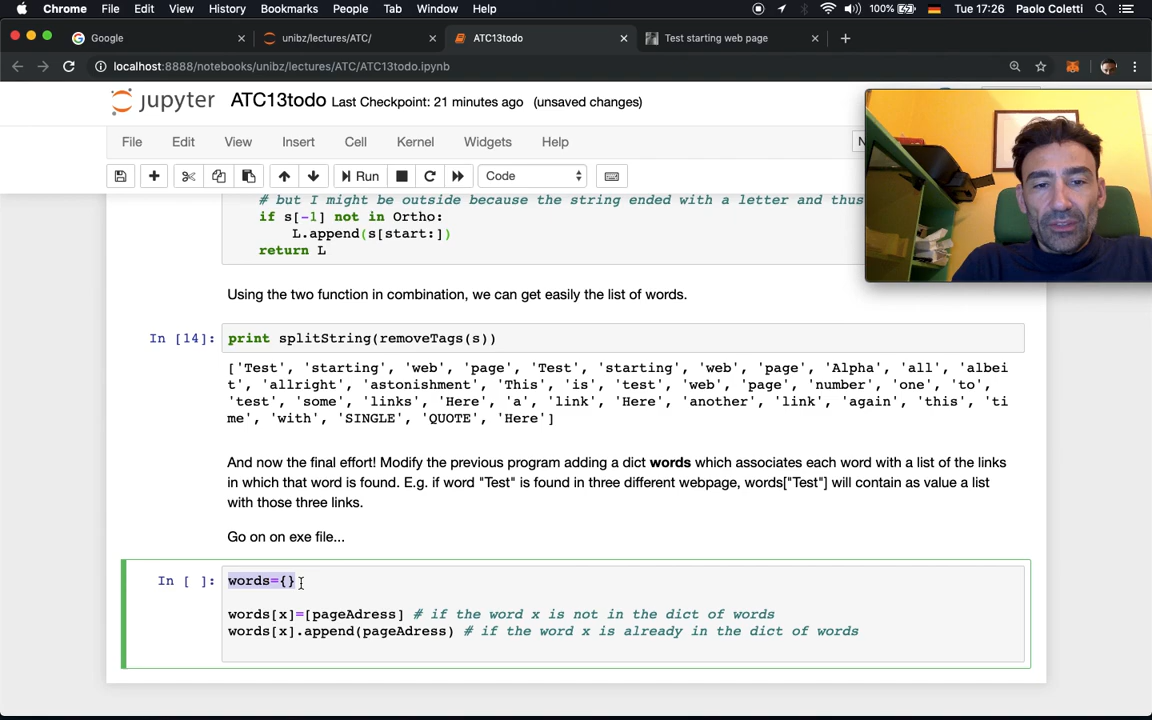 Chrome File Edit View History Bookmarks People Tab Window Help 100% Tue 17:26 Paolo Coletti
Google unibz/lectures/ATC/ ATC13todo Test starting web page
localhost:8888/notebooks/unibz/lectures/ATC/ATC13todo.ipynb
jupyter ATC13todo Last Checkpoint: 21 minutes ago (unsaved changes)
File Edit View Insert Cell Kernel Widgets Help
Run Code
# but I might be outside because the string ended with a letter and thus
if s[-1] not in Ortho:
L.append(s[start:])
return L
Using the two function in combination, we can get easily the list of words.
In [14]: print splitString(removeTags(s))
['Test', 'starting', 'web', 'page', 'Test', 'starting', 'web', 'page', 'Alpha', 'all', 'albei
t', 'allright', 'astonishment', 'This', 'is', 'test', 'web', 'page', 'number', 'one', 'to',
'test', 'some', 'links', 'Here', 'a', 'link', 'Here', 'another', 'link', 'again', 'this', 'ti
me', 'with', 'SINGLE', 'QUOTE', 'Here']
And now the final effort! Modify the previous program adding a dict words which associates each word with a list of the links
in which that word is found. E.g. if word "Test" is found in three different webpage, words["Test"] will contain as value a list
with those three links.
Go on on exe file...
In [ ]: words={}
words[x]=[pageAdress] # if the word x is not in the dict of words
words[x].append(pageAdress) # if the word x is already in the dict of words